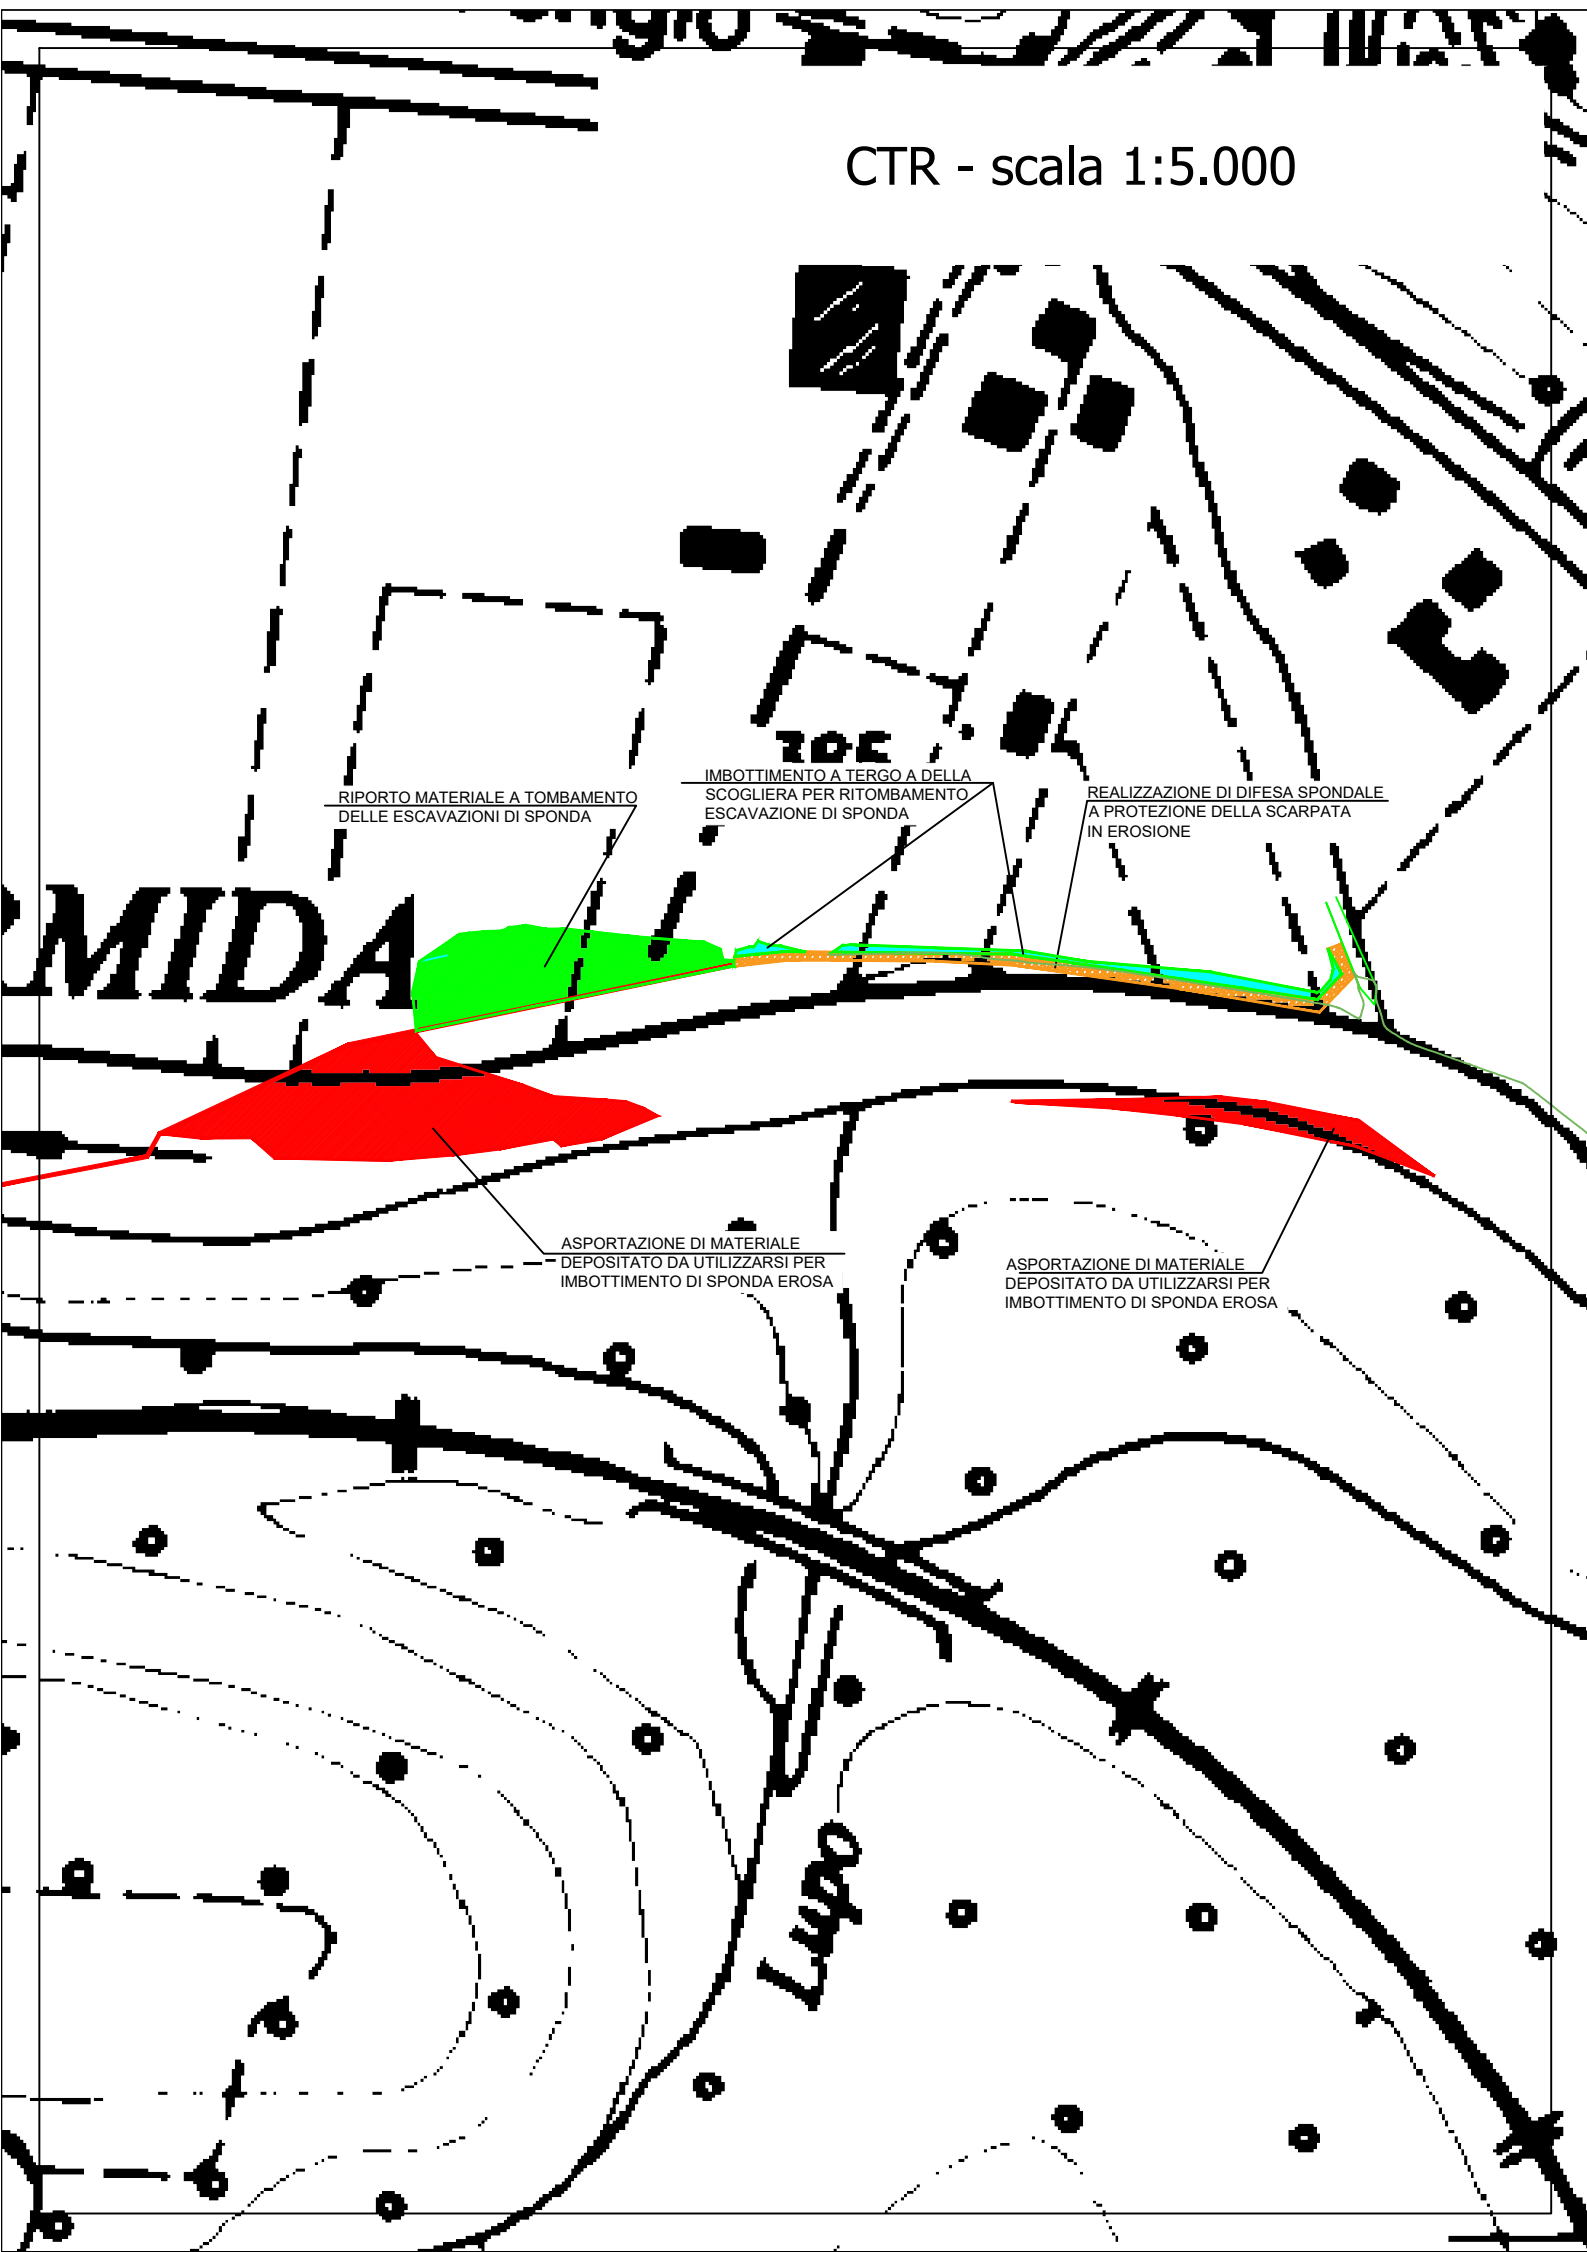 CTR - scala 1:5.000
RIPORTO MATERIALE A TOMBAMENTO
DELLE ESCAVAZIONI DI SPONDA
IMBOTTIMENTO A TERGO A DELLA
SCOGLIERA PER RITOMBAMENTO
ESCAVAZIONE DI SPONDA
REALIZZAZIONE DI DIFESA SPONDALE
A PROTEZIONE DELLA SCARPATA
IN EROSIONE
MIDA
ASPORTAZIONE DI MATERIALE
DEPOSITATO DA UTILIZZARSI PER
IMBOTTIMENTO DI SPONDA EROSA
ASPORTAZIONE DI MATERIALE
DEPOSITATO DA UTILIZZARSI PER
IMBOTTIMENTO DI SPONDA EROSA
Lupo